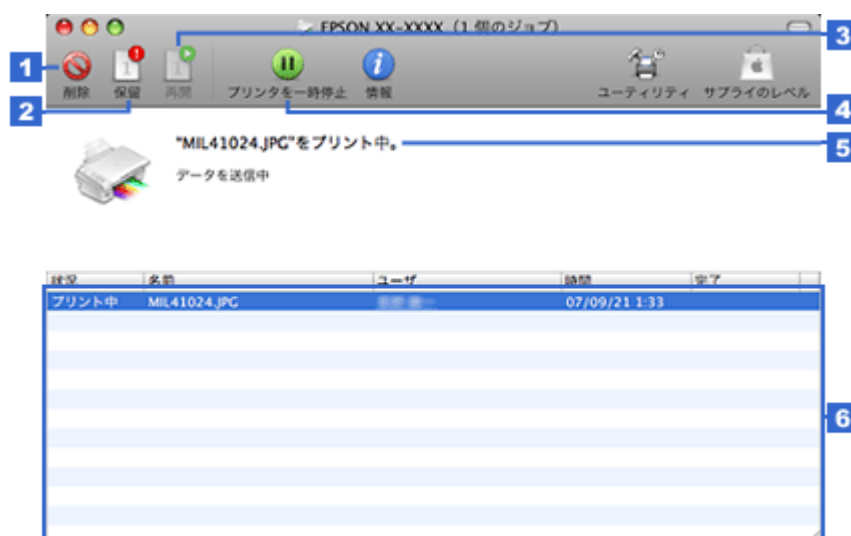 EPSON XX-XXXX（1 個のジョブ）
削除 保留 再開 プリンタを一時停止 情報 ユーティリティ サプライのレベル
1
2
3
4
5
6
"MIL41024.JPG"をプリント中。
データを送信中
状況 名前 ユーザ 時間 完了
プリント中 MIL41024.JPG 07/09/21 1:33